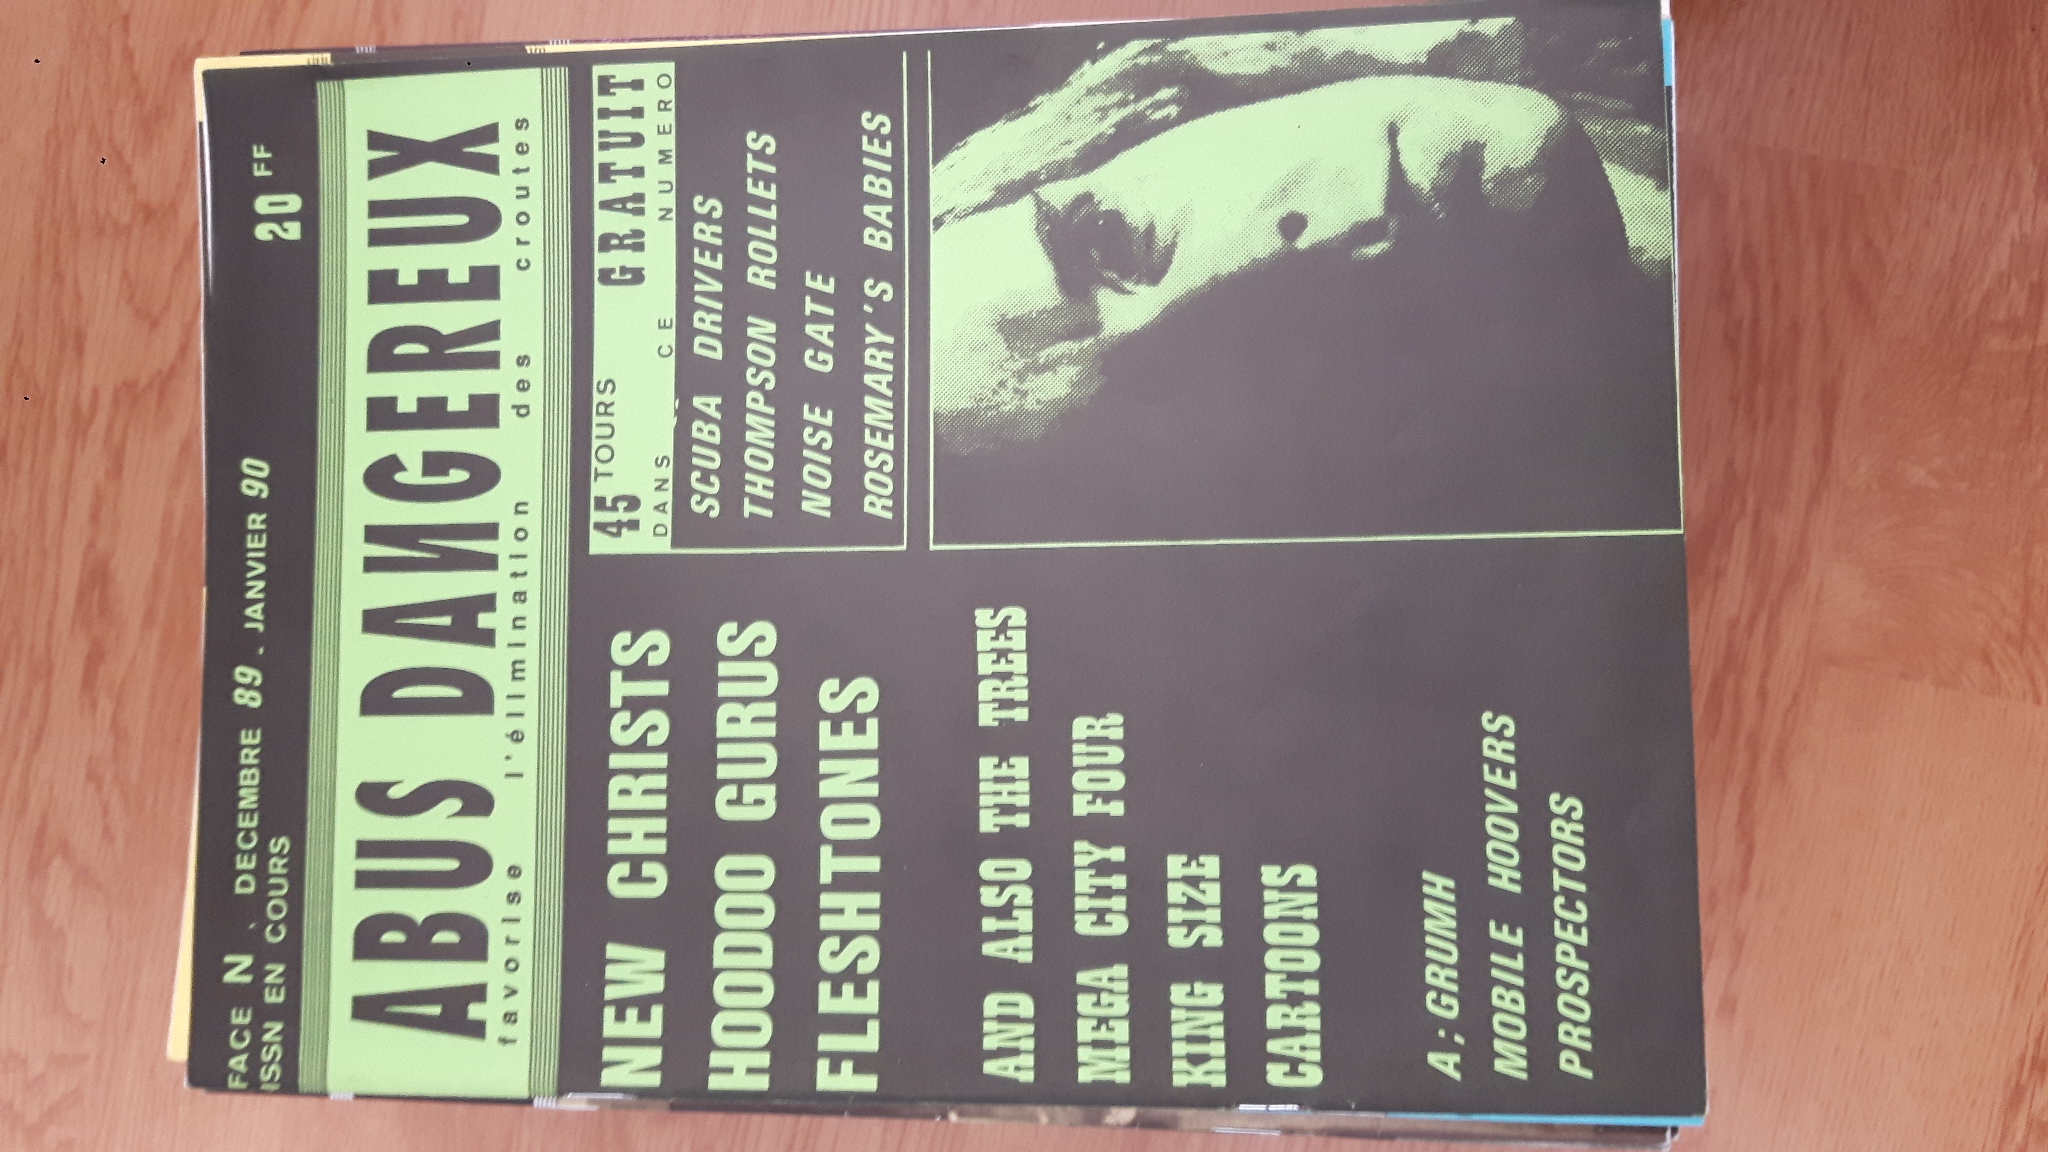 FACE N . DECEMBRE 89 . JANVIER 90
ISSN EN COURS
20 FF
ABUS DANGEREUX
favorise l'élimination des croutes
45 TOURS GRATUIT
DANS CE NUMERO
SCUBA DRIVERS
THOMPSON ROLLETS
NOISE GATE
ROSEMARY'S BABIES
NEW CHRISTS
HOODOO GURUS
FLESHTONES
AND ALSO THE TREES
MEGA CITY FOUR
KING SIZE
CARTOONS
A;GRUMH
MOBILE HOOVERS
PROSPECTORS